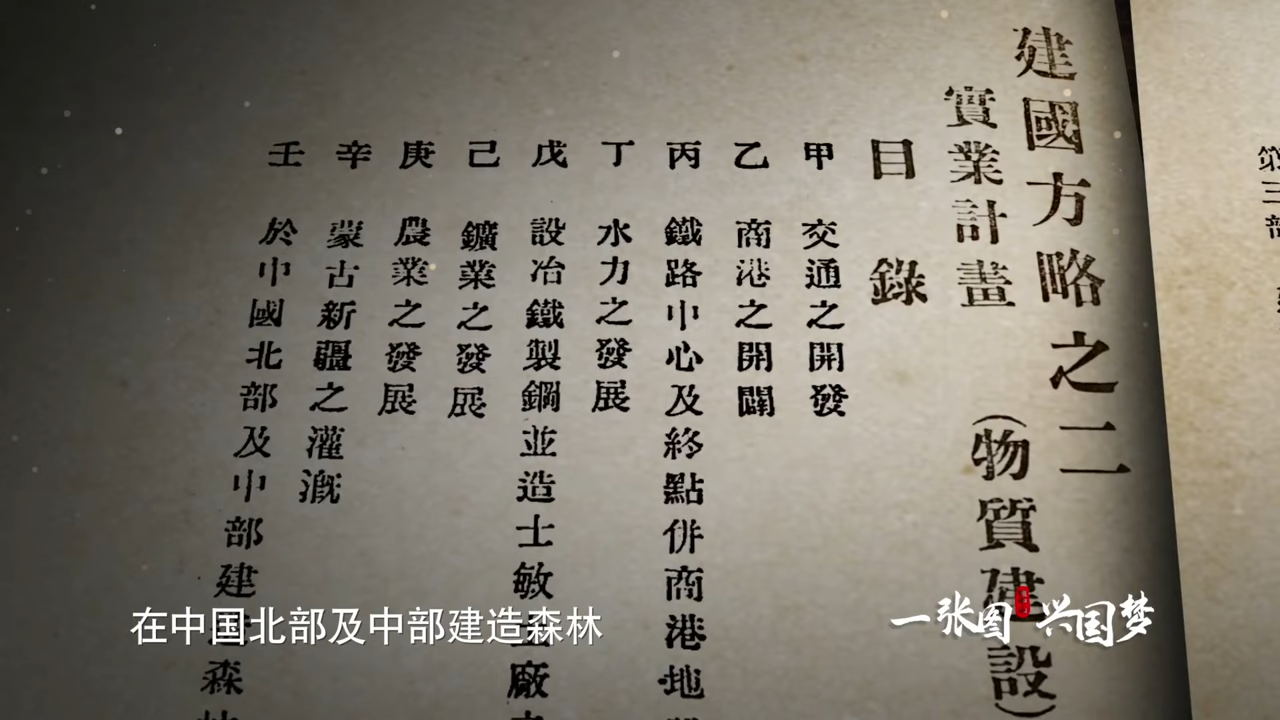 建國方略之二
實業計畫 (物質建設)
目錄
甲 交通之開發
乙 商港之開闢
丙 鐵路中心及終點併商港地
丁 水力之發展
戊 設冶鐵製鋼並造士敏土廠
己 鑛業之發展
庚 農業之發展
辛 蒙古新疆之灌溉
壬 於中國北部及中部建造森林
第三部
在中国北部及中部建造森林
一张图 兴国梦